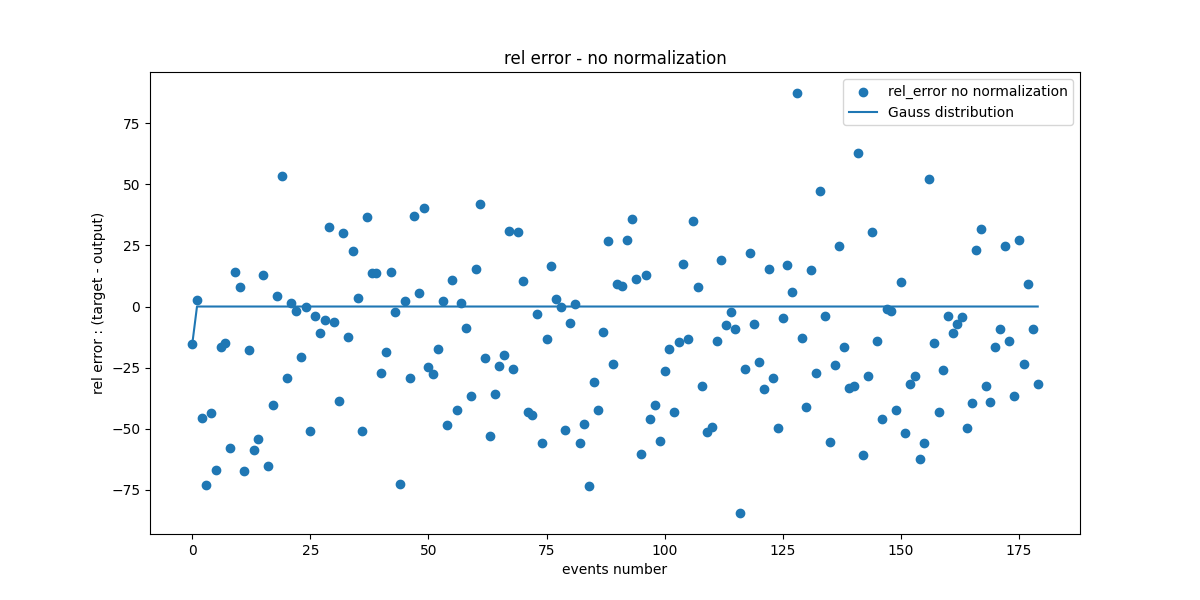 rel error - no normalization
rel_error no normalization
Gauss distribution
rel error : (target - output)
75
50
25
0
−25
−50
−75
0 25 50 75 100 125 150 175
events number